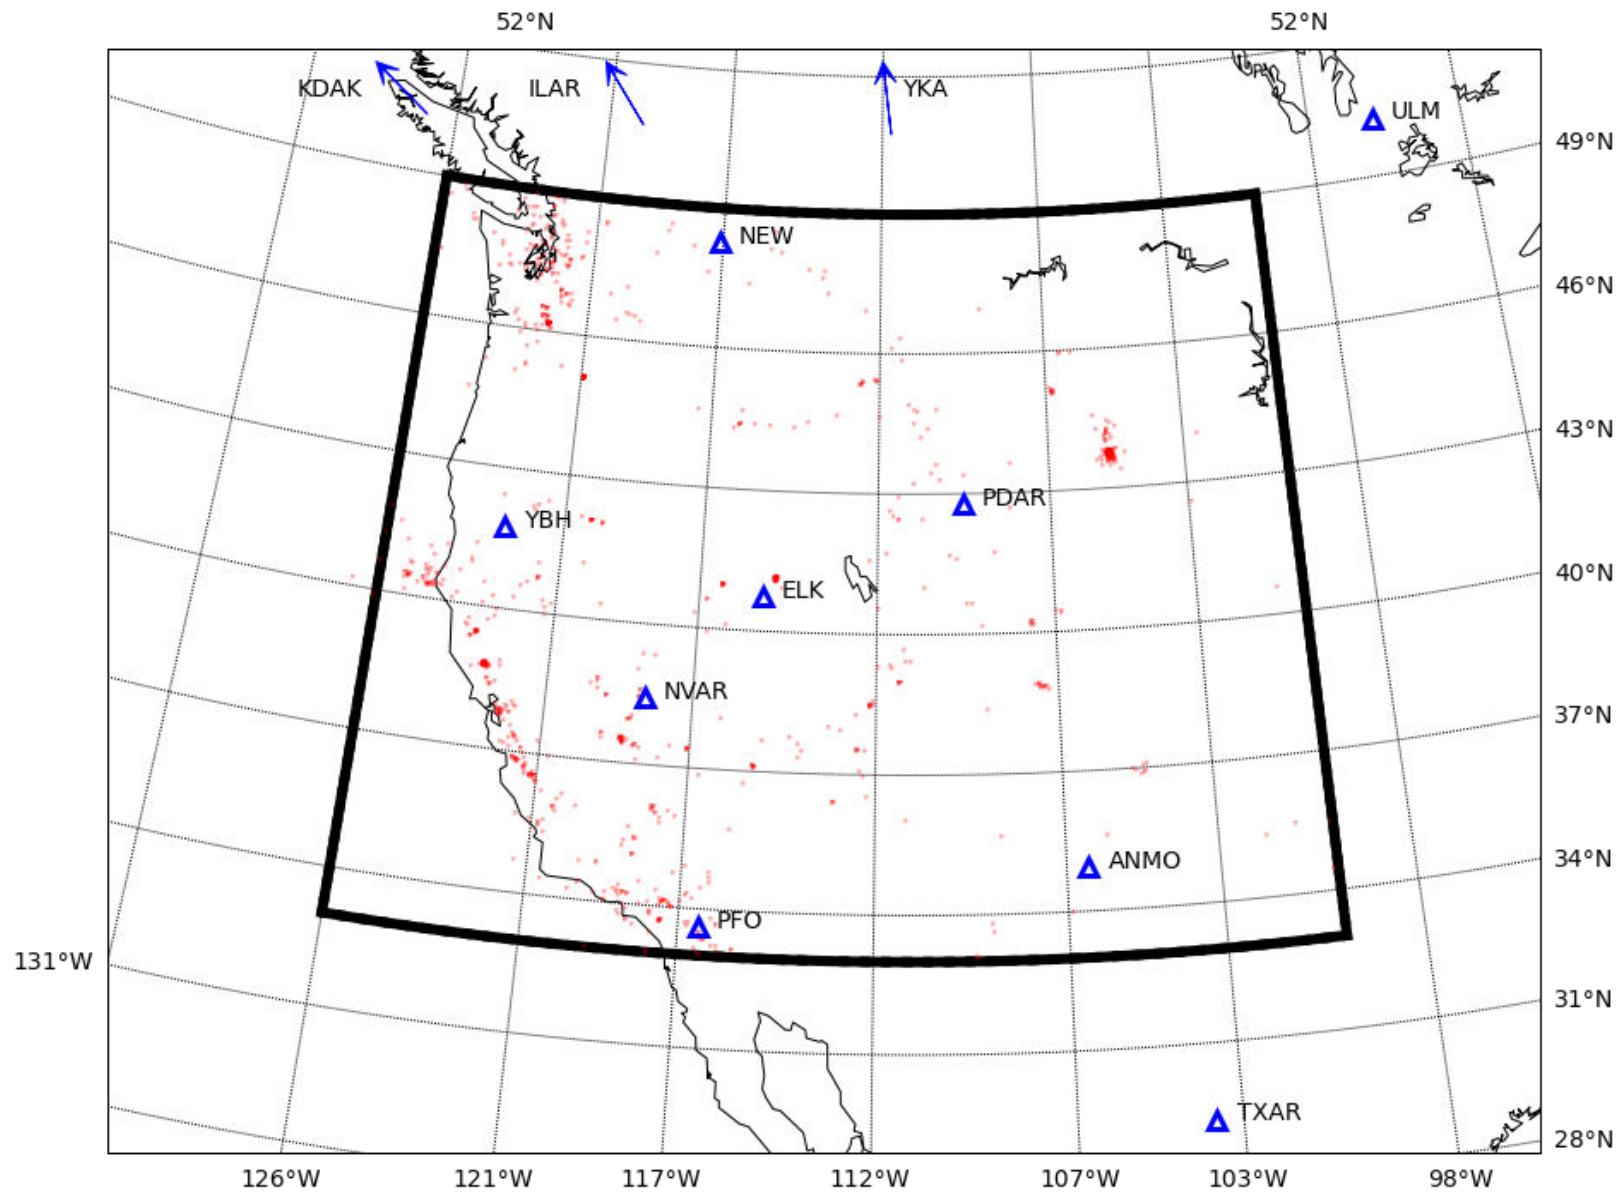 52°N 52°N
KDAK ILAR YKA
ULM
49°N
NEW
46°N
43°N
PDAR
YBH
40°N
ELK
NVAR
37°N
ANMO
34°N
PFO
131°W
31°N
TXAR
28°N
126°W 121°W 117°W 112°W 107°W 103°W 98°W